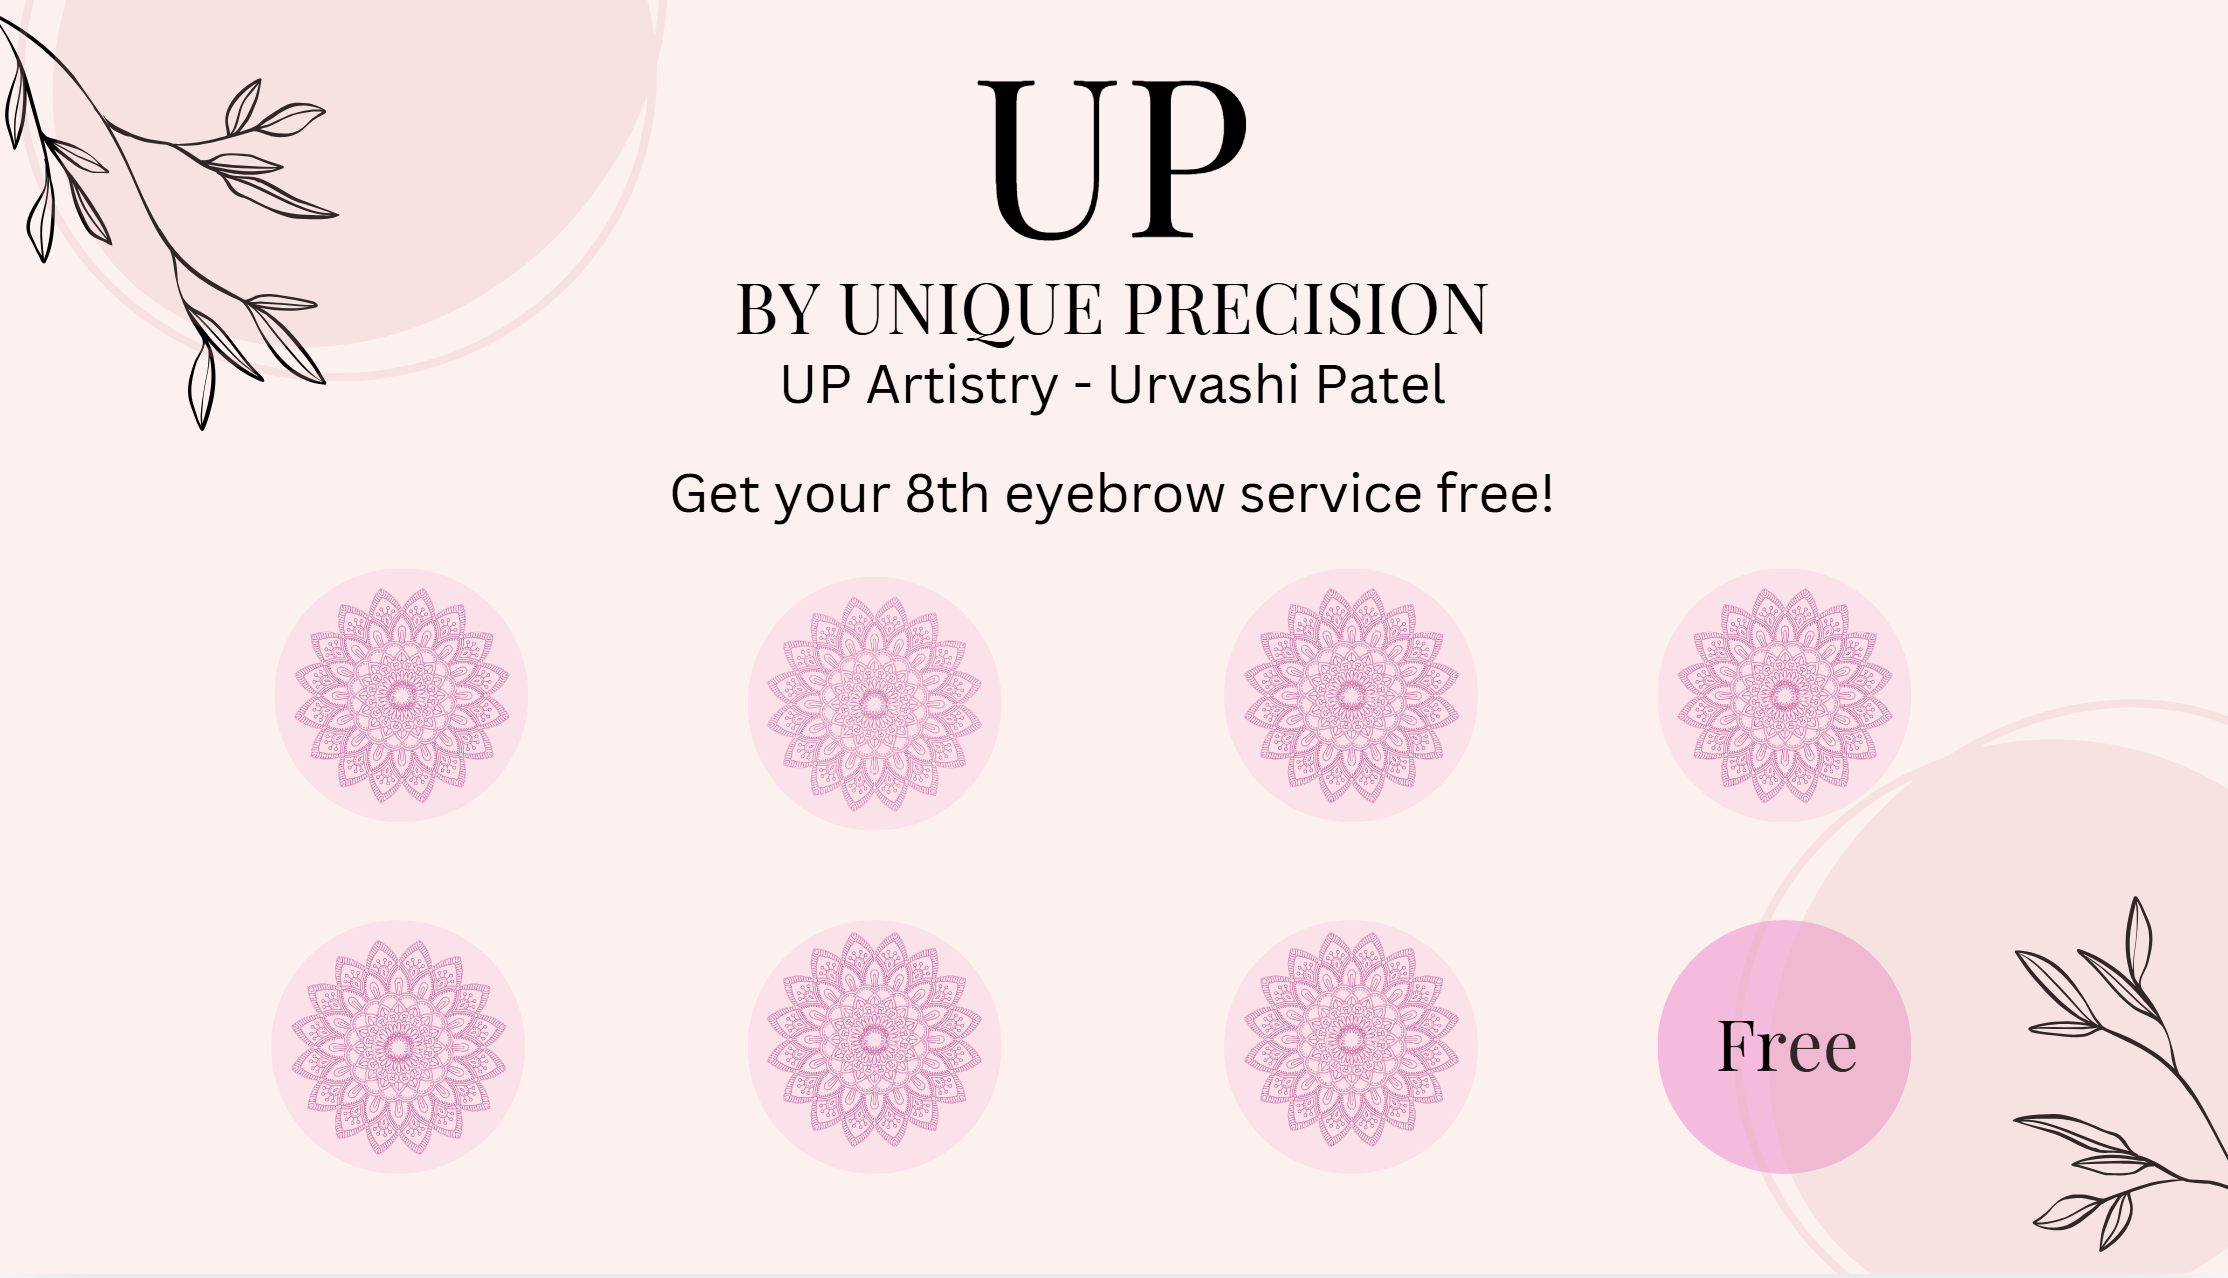 UP
BY UNIQUE PRECISION
UP Artistry - Urvashi Patel
Get your 8th eyebrow service free!
Free